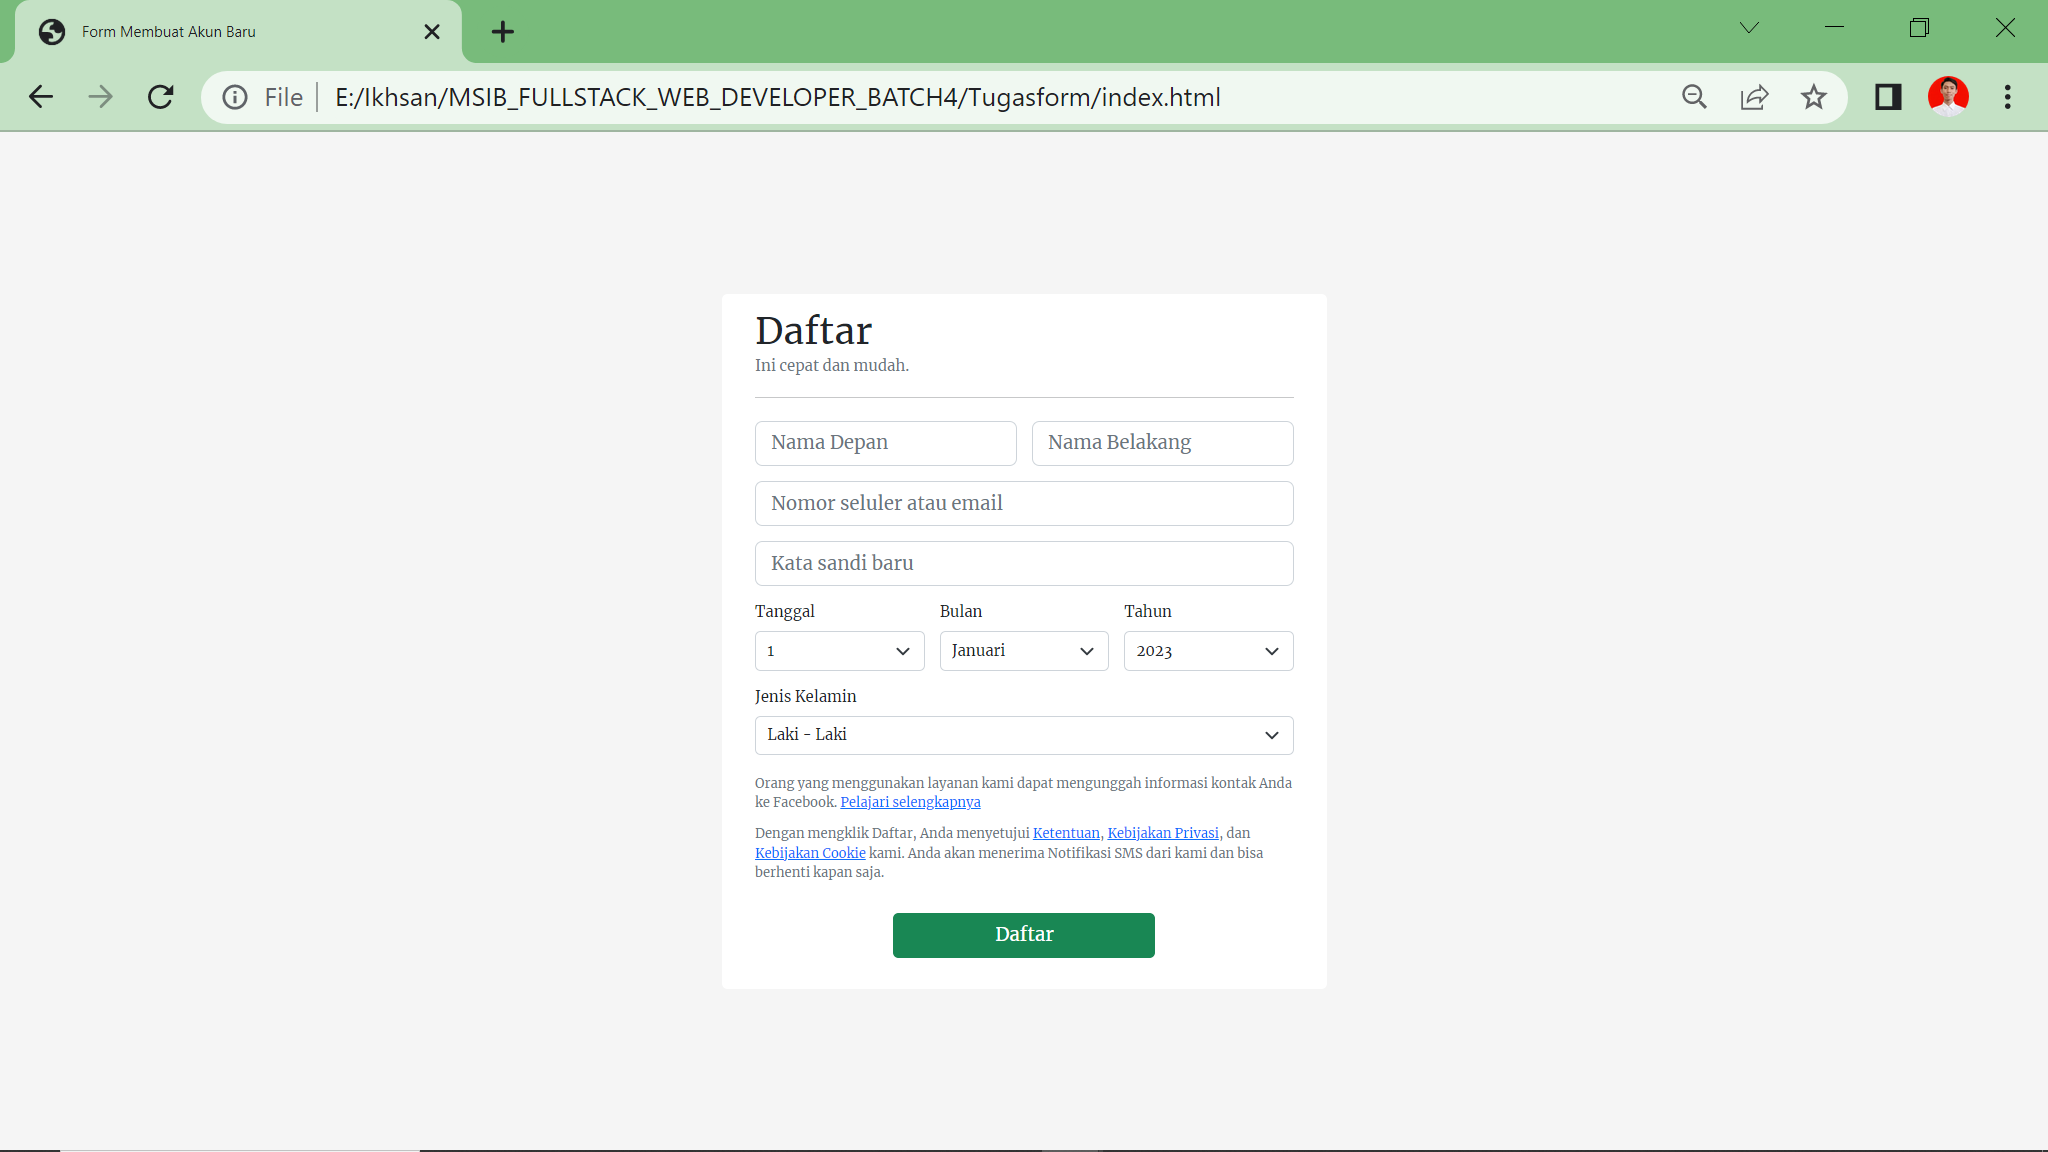 Form Membuat Akun Baru
File
E:/Ikhsan/MSIB_FULLSTACK_WEB_DEVELOPER_BATCH4/Tugasform/index.html
Daftar
Ini cepat dan mudah.
Nama Depan
Nama Belakang
Nomor seluler atau email
Kata sandi baru
Tanggal
Bulan
Tahun
1
Januari
2023
Jenis Kelamin
Laki - Laki
Orang yang menggunakan layanan kami dapat mengunggah informasi kontak Anda
ke Facebook. Pelajari selengkapnya
Dengan mengklik Daftar, Anda menyetujui Ketentuan, Kebijakan Privasi, dan
Kebijakan Cookie kami. Anda akan menerima Notifikasi SMS dari kami dan bisa
berhenti kapan saja.
Daftar